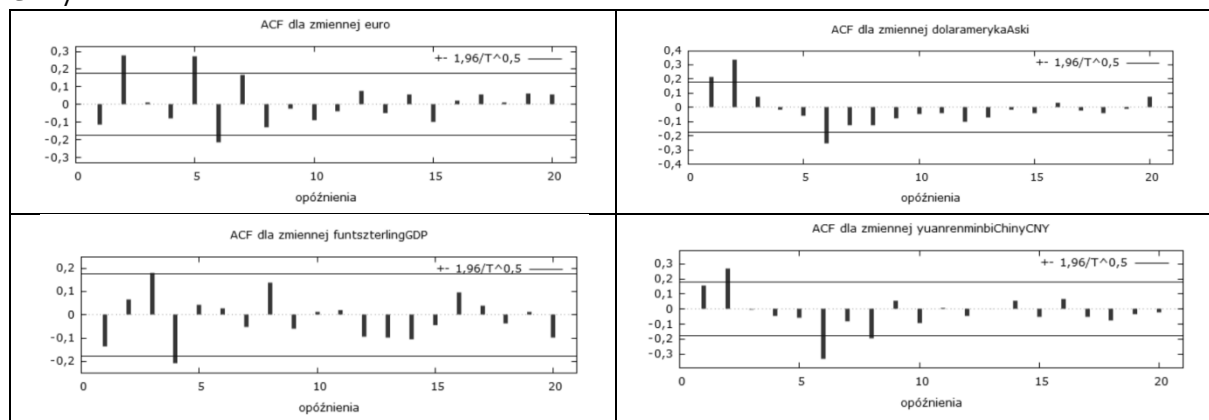 ACF dla zmiennej euro
+- 1,96/T^0,5
0,3
0,2
0,1
0
-0,1
-0,2
-0,3
0 5 10 15 20
opóźnienia
ACF dla zmiennej dolaramerykaAski
+- 1,96/T^0,5
0,4
0,3
0,2
0,1
0
-0,1
-0,2
-0,3
-0,4
0 5 10 15 20
opóźnienia
ACF dla zmiennej funtszterlingGDP
+- 1,96/T^0,5
0,2
0,1
0
-0,1
-0,2
0 5 10 15 20
opóźnienia
ACF dla zmiennej yuanrenminbiChinyCNY
+- 1,96/T^0,5
0,3
0,2
0,1
0
-0,1
-0,2
-0,3
0 5 10 15 20
opóźnienia